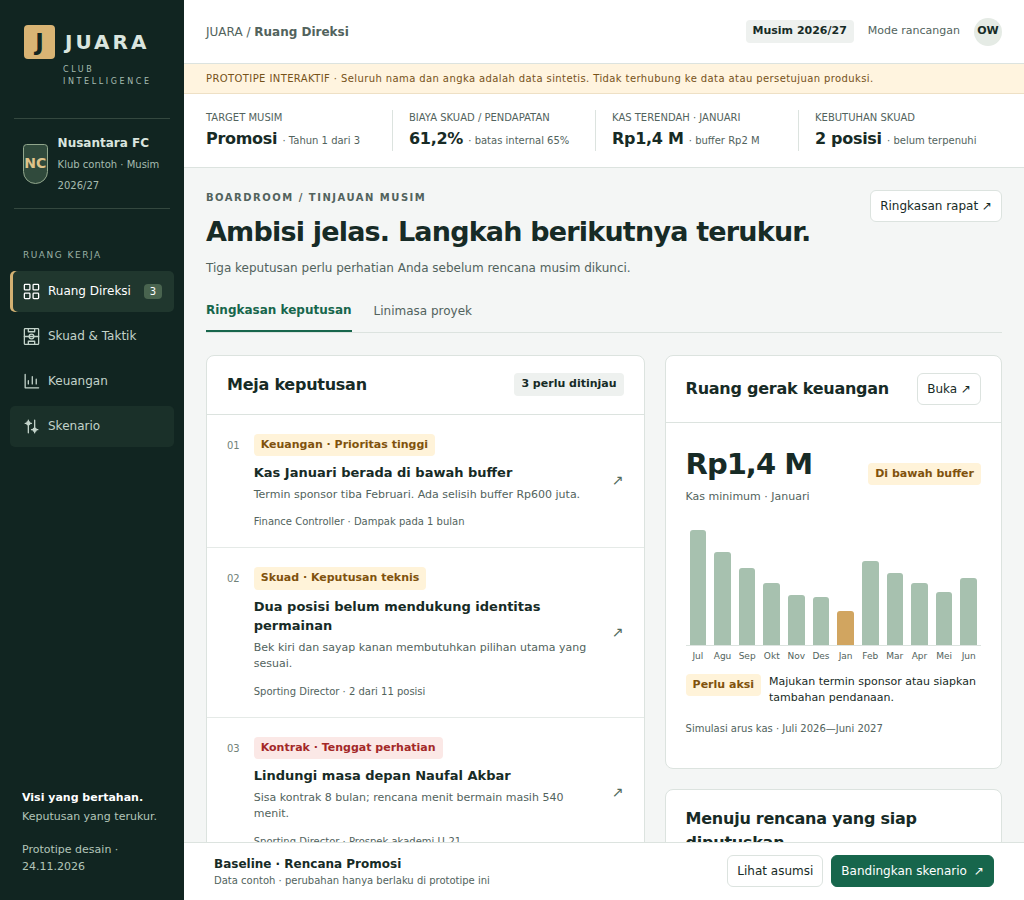 J JUARA
CLUB
INTELLIGENCE
NC
Nusantara FC
Klub contoh · Musim
2026/27
RUANG KERJA
Ruang Direksi 3
Skuad & Taktik
Keuangan
Skenario
Visi yang bertahan.
Keputusan yang terukur.
Prototipe desain ·
24.11.2026
JUARA / Ruang Direksi
Musim 2026/27
Mode rancangan
OW
PROTOTIPE INTERAKTIF · Seluruh nama dan angka adalah data sintetis. Tidak terhubung ke data atau persetujuan produksi.
TARGET MUSIM
Promosi · Tahun 1 dari 3
BIAYA SKUAD / PENDAPATAN
61,2% · batas internal 65%
KAS TERENDAH · JANUARI
Rp1,4 M · buffer Rp2 M
KEBUTUHAN SKUAD
2 posisi · belum terpenuhi
BOARDROOM / TINJAUAN MUSIM
Ambisi jelas. Langkah berikutnya terukur.
Tiga keputusan perlu perhatian Anda sebelum rencana musim dikunci.
Ringkasan rapat ↗
Ringkasan keputusan
Linimasa proyek
Meja keputusan
3 perlu ditinjau
01
Keuangan · Prioritas tinggi
Kas Januari berada di bawah buffer
Termin sponsor tiba Februari. Ada selisih buffer Rp600 juta.
Finance Controller · Dampak pada 1 bulan
↗
02
Skuad · Keputusan teknis
Dua posisi belum mendukung identitas
permainan
Bek kiri dan sayap kanan membutuhkan pilihan utama yang
sesuai.
Sporting Director · 2 dari 11 posisi
↗
03
Kontrak · Tenggat perhatian
Lindungi masa depan Naufal Akbar
Sisa kontrak 8 bulan; rencana menit bermain masih 540
menit.
Sporting Director · Prospek akademi U-21
↗
Ruang gerak keuangan
Buka ↗
Rp1,4 M
Kas minimum · Januari
Di bawah buffer
Jul Agu Sep Okt Nov Des Jan Feb Mar Apr Mei Jun
Perlu aksi
Majukan termin sponsor atau siapkan
tambahan pendanaan.
Simulasi arus kas · Juli 2026—Juni 2027
Menuju rencana yang siap
diputuskan
Baseline · Rencana Promosi
Data contoh · perubahan hanya berlaku di prototipe ini
Lihat asumsi
Bandingkan skenario ↗